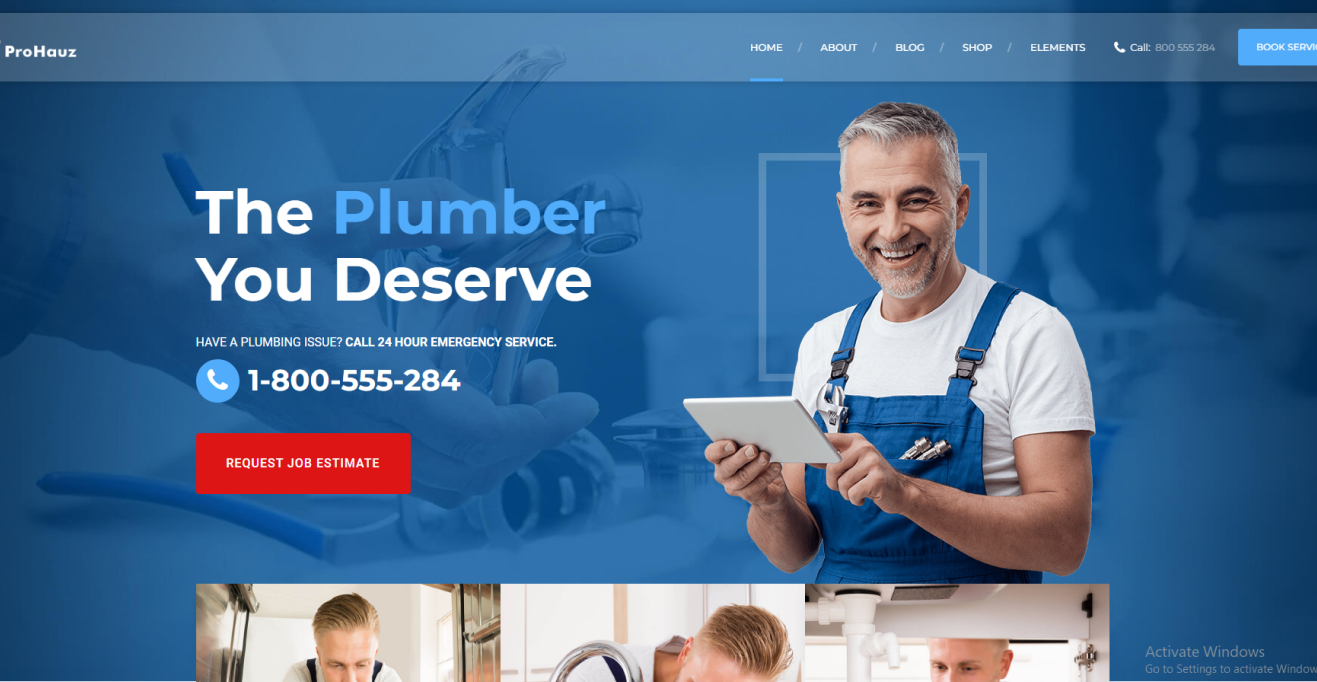 ProHauz
HOME / ABOUT / BLOG / SHOP / ELEMENTS
Call: 800 555 284
BOOK SERVI
The Plumber
You Deserve
HAVE A PLUMBING ISSUE? CALL 24 HOUR EMERGENCY SERVICE.
1-800-555-284
REQUEST JOB ESTIMATE
Activate Windows
Go to Settings to activate Window